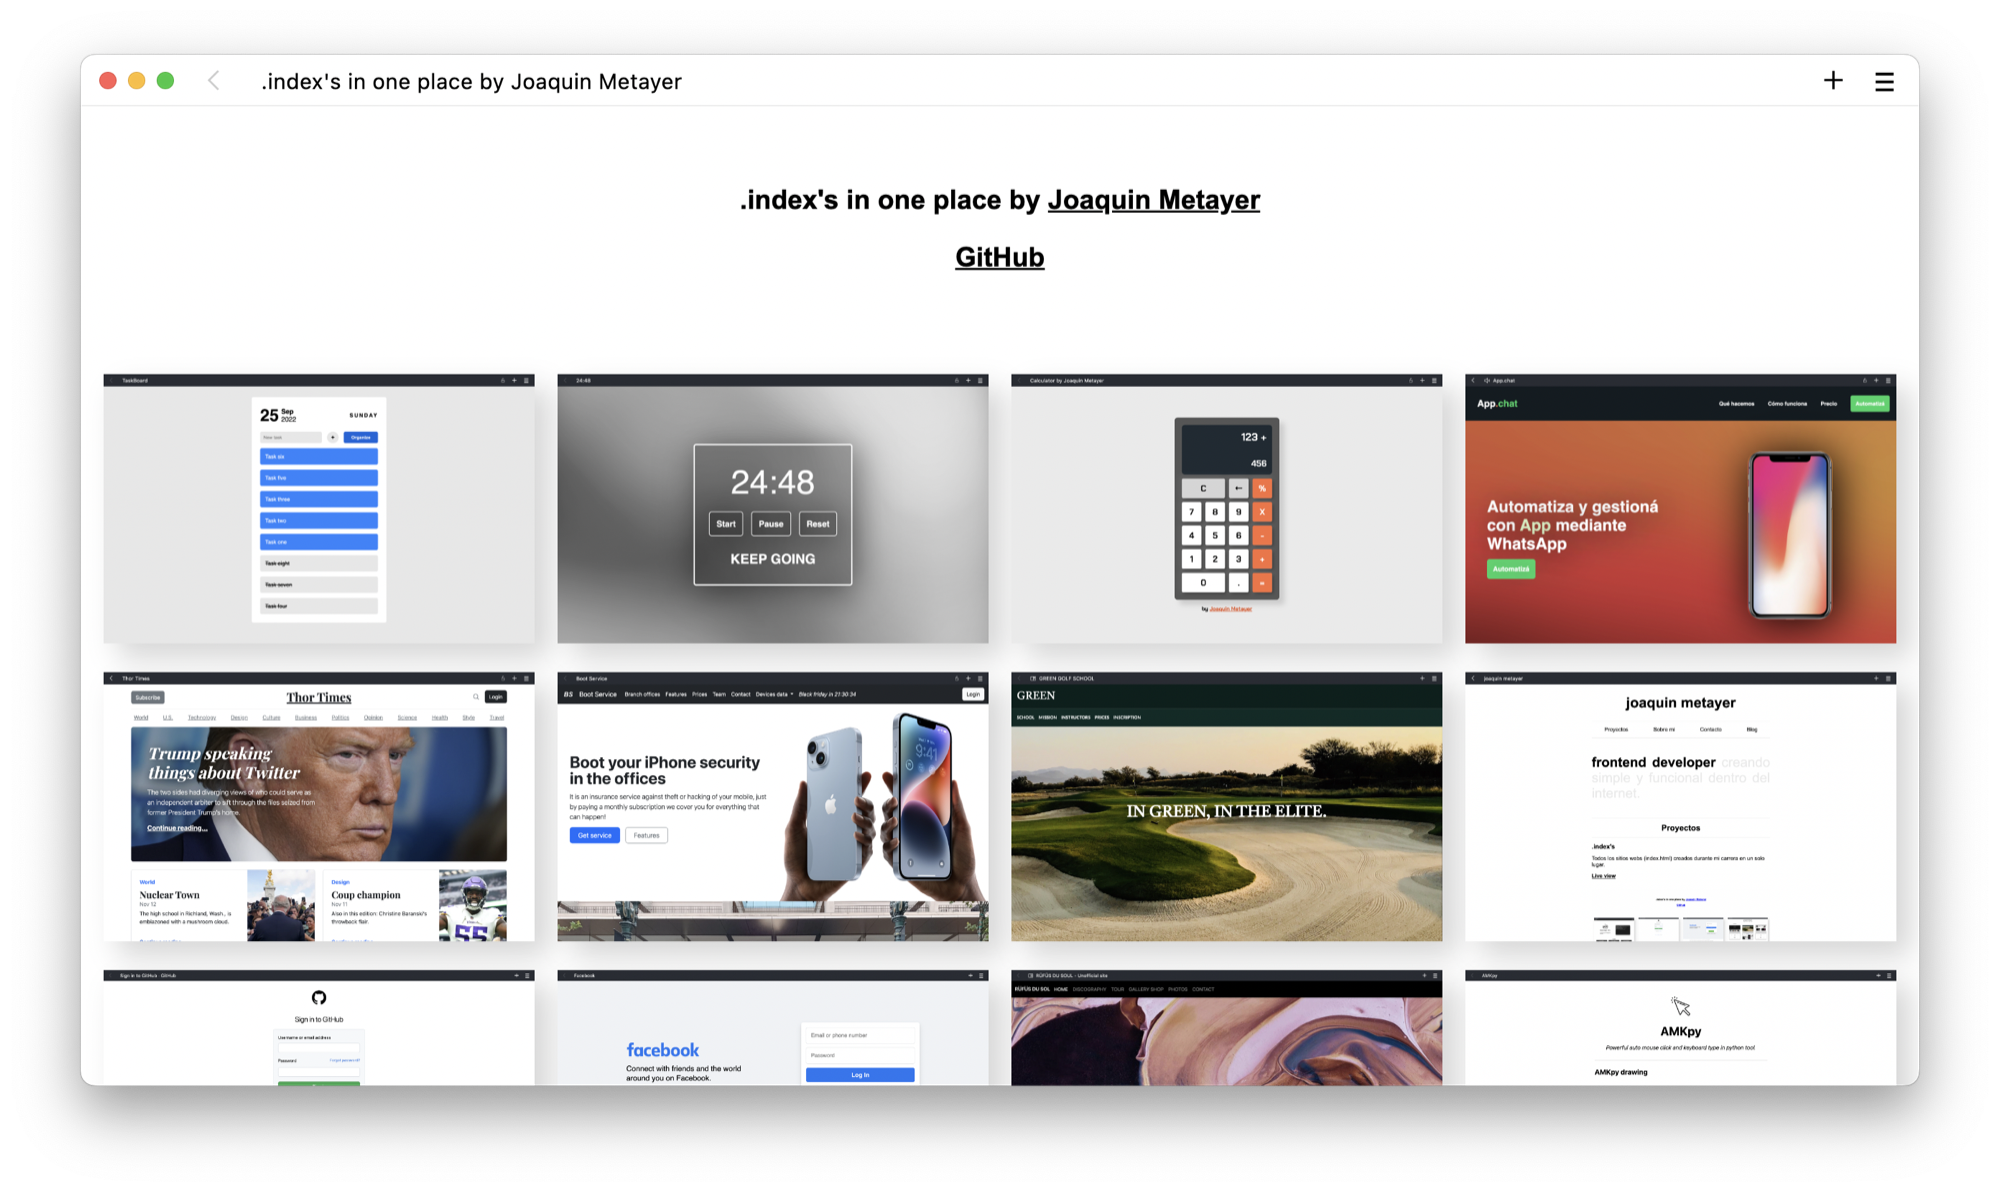 .index's in one place by Joaquin Metayer
.index's in one place by Joaquin Metayer
GitHub
TaskBoard
25 Sep 2022
SUNDAY
New task
+
Organize
Task six
Task five
Task three
Task two
Task one
Task eight
Task seven
Task four
24:48
24:48
Start Pause Reset
KEEP GOING
Calculator by Joaquin Metayer
123 +
456
C ← %
7 8 9 X
4 5 6 -
1 2 3 +
0 . =
by Joaquin Metayer
App.chat
App.chat
Qué hacemos Cómo funciona Precio Automatizá
Automatiza y gestioná
con App mediante
WhatsApp
Automatizá
Thor Times
Subscribe
Thor Times
Login
World U.S. Technology Design Culture Business Politics Opinion Science Health Style Travel
Trump speaking
things about Twitter
The two sides had diverging views of who could serve as
an independent arbiter to sift through the files seized from
former President Trump's home.
Continue reading...
World
Nuclear Town
Nov 12
The high school in Richland, Wash., is
emblazoned with a mushroom cloud.
Design
Coup champion
Nov 11
Also in this edition: Christine Baranski's
throwback flair.
55
Boot Service
BS Boot Service Branch offices Features Prices Team Contact Devices data Black friday in 21:30:34
Login
Boot your iPhone security
in the offices
It is an insurance service against theft or hacking of your mobile, just
by paying a monthly subscription we cover you for everything that
can happen!
Get service Features
9:41
GREEN GOLF SCHOOL
GREEN
SCHOOL MISSION INSTRUCTORS PRICES INSCRIPTION
IN GREEN, IN THE ELITE.
joaquin metayer
joaquin metayer
Proyectos Sobre mi Contacto Blog
frontend developer creando
simple y funcional dentro del
internet.
Proyectos
.index's
Todos los sitios webs (index.html) creados durante mi carrera en un solo
lugar.
Live view
Sign in to GitHub · GitHub
Sign in to GitHub
Username or email address
Password
Forgot password?
Facebook
facebook
Connect with friends and the world
around you on Facebook.
Email or phone number
Password
Log In
RÜFÜS DU SOL - Unofficial site
RÜFÜS DU SOL HOME DISCOGRAPHY TOUR GALLERY SHOP PHOTOS CONTACT
AMKpy
AMKpy
Powerful auto mouse click and keyboard type in python tool.
AMKpy drawing